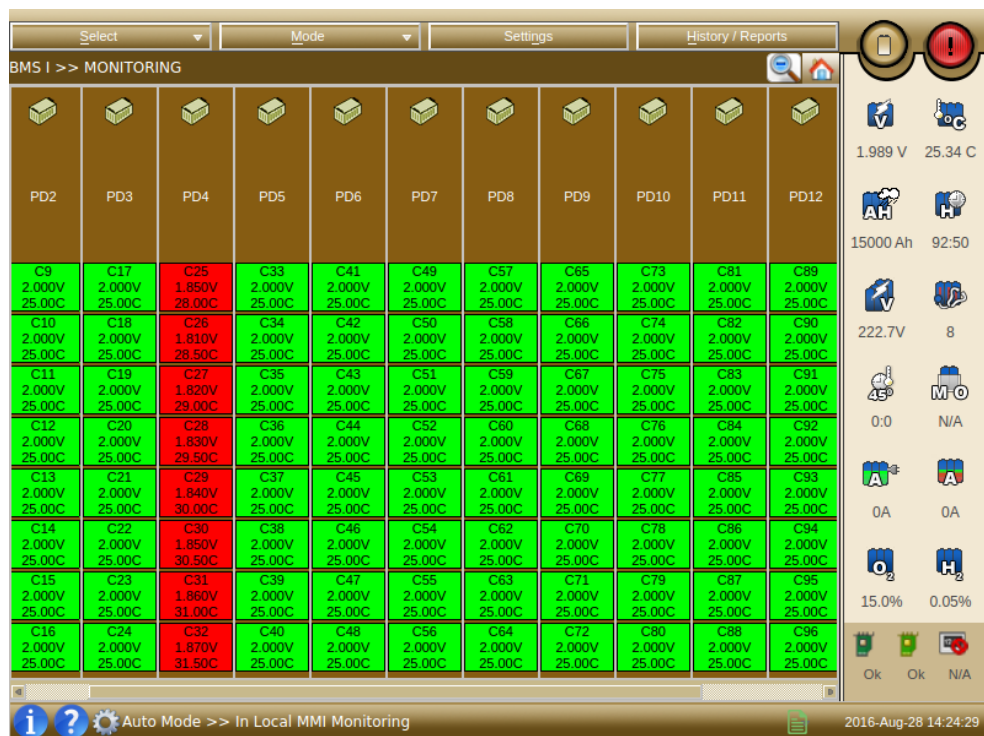 Select Mode Settings History / Reports
BMS I >> MONITORING
PD2 PD3 PD4 PD5 PD6 PD7 PD8 PD9 PD10 PD11 PD12
C9 C17 C25 C33 C41 C49 C57 C65 C73 C81 C89
2.000V 2.000V 1.850V 2.000V 2.000V 2.000V 2.000V 2.000V 2.000V 2.000V 2.000V
25.00C 25.00C 28.00C 25.00C 25.00C 25.00C 25.00C 25.00C 25.00C 25.00C 25.00C
C10 C18 C26 C34 C42 C50 C58 C66 C74 C82 C90
2.000V 2.000V 1.810V 2.000V 2.000V 2.000V 2.000V 2.000V 2.000V 2.000V 2.000V
25.00C 25.00C 28.50C 25.00C 25.00C 25.00C 25.00C 25.00C 25.00C 25.00C 25.00C
C11 C19 C27 C35 C43 C51 C59 C67 C75 C83 C91
2.000V 2.000V 1.820V 2.000V 2.000V 2.000V 2.000V 2.000V 2.000V 2.000V 2.000V
25.00C 25.00C 29.00C 25.00C 25.00C 25.00C 25.00C 25.00C 25.00C 25.00C 25.00C
C12 C20 C28 C36 C44 C52 C60 C68 C76 C84 C92
2.000V 2.000V 1.830V 2.000V 2.000V 2.000V 2.000V 2.000V 2.000V 2.000V 2.000V
25.00C 25.00C 29.50C 25.00C 25.00C 25.00C 25.00C 25.00C 25.00C 25.00C 25.00C
C13 C21 C29 C37 C45 C53 C61 C69 C77 C85 C93
2.000V 2.000V 1.840V 2.000V 2.000V 2.000V 2.000V 2.000V 2.000V 2.000V 2.000V
25.00C 25.00C 30.00C 25.00C 25.00C 25.00C 25.00C 25.00C 25.00C 25.00C 25.00C
C14 C22 C30 C38 C46 C54 C62 C70 C78 C86 C94
2.000V 2.000V 1.850V 2.000V 2.000V 2.000V 2.000V 2.000V 2.000V 2.000V 2.000V
25.00C 25.00C 30.50C 25.00C 25.00C 25.00C 25.00C 25.00C 25.00C 25.00C 25.00C
C15 C23 C31 C39 C47 C55 C63 C71 C79 C87 C95
2.000V 2.000V 1.860V 2.000V 2.000V 2.000V 2.000V 2.000V 2.000V 2.000V 2.000V
25.00C 25.00C 31.00C 25.00C 25.00C 25.00C 25.00C 25.00C 25.00C 25.00C 25.00C
C16 C24 C32 C40 C48 C56 C64 C72 C80 C88 C96
2.000V 2.000V 1.870V 2.000V 2.000V 2.000V 2.000V 2.000V 2.000V 2.000V 2.000V
25.00C 25.00C 31.50C 25.00C 25.00C 25.00C 25.00C 25.00C 25.00C 25.00C 25.00C
V °C
1.989 V 25.34 C
AH H
15000 Ah 92:50
V
222.7V 8
45° M-O
0:0 N/A
A A
0A 0A
O2 H2
15.0% 0.05%
Ok Ok N/A
Auto Mode >> In Local MMI Monitoring
2016-Aug-28 14:24:29